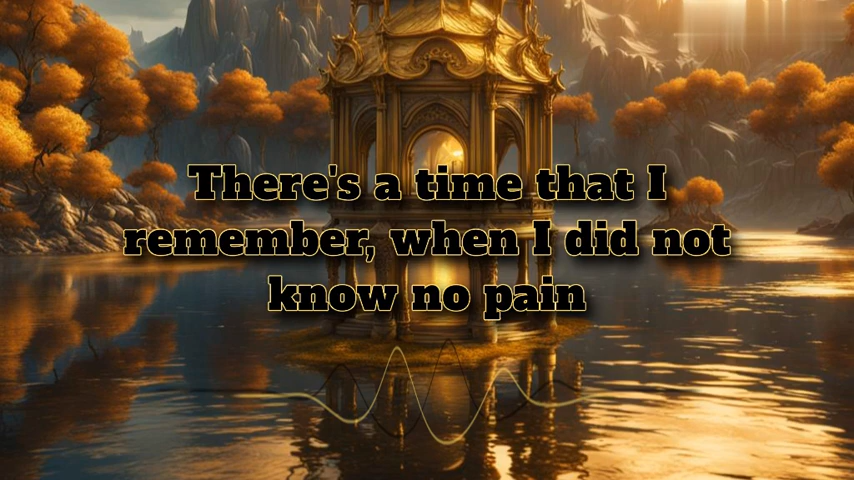 There's a time that I
remember, when I did not
know no pain